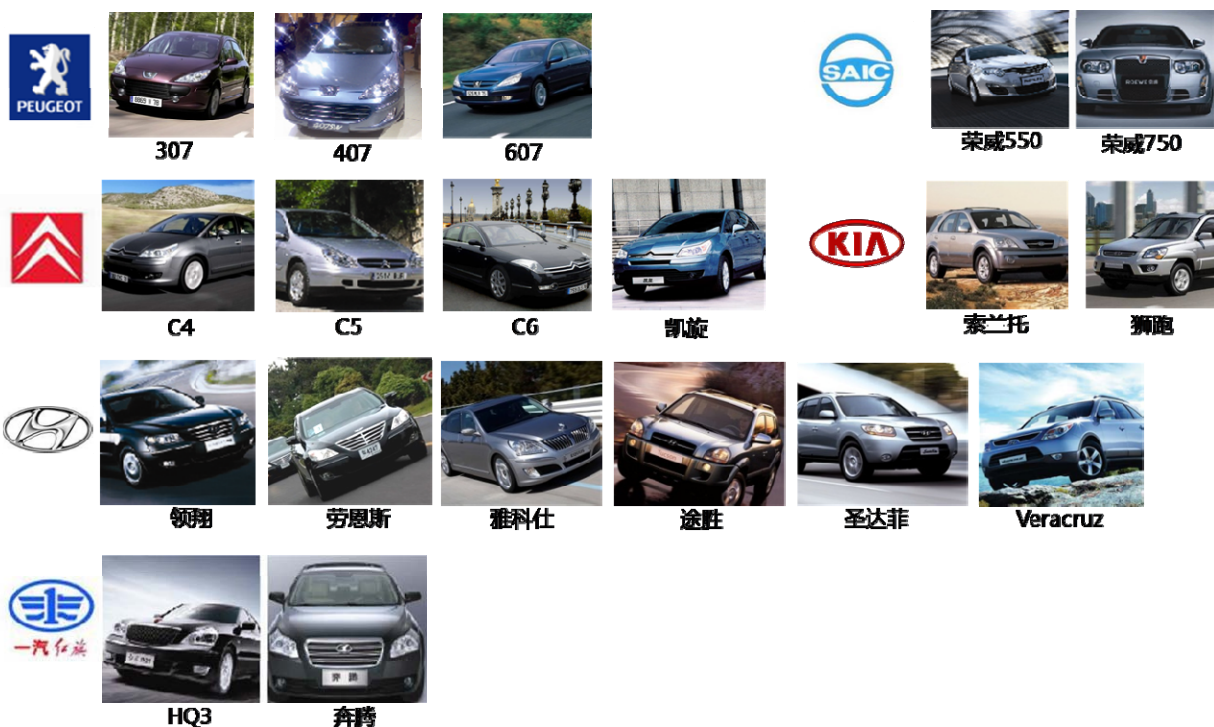 PEUGEOT
307
407
607
SAIC
荣威550
荣威750
C4
C5
C6
凯旋
KIA
索兰托
狮跑
领翔
劳恩斯
雅科仕
途胜
圣达菲
Veracruz
一汽红旗
HQ3
奔腾
奔腾